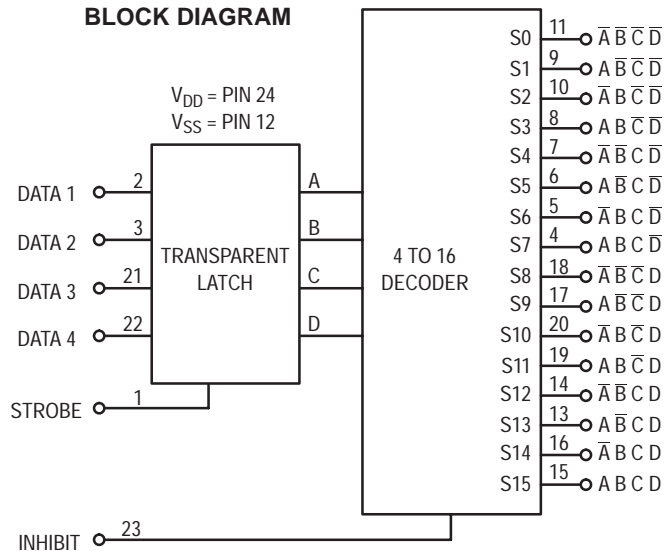 BLOCK DIAGRAM
V_DD = PIN 24
V_SS = PIN 12
DATA 1 2
DATA 2 3
DATA 3 21
DATA 4 22
STROBE 1
INHIBIT 23
TRANSPARENT
LATCH
A
B
C
D
4 TO 16
DECODER
S0 11 A̅ B̅ C̅ D̅
S1 9 A B̅ C̅ D̅
S2 10 A̅ B C̅ D̅
S3 8 A B C̅ D̅
S4 7 A̅ B̅ C D̅
S5 6 A B̅ C D̅
S6 5 A̅ B C D̅
S7 4 A B C D̅
S8 18 A̅ B̅ C̅ D
S9 17 A B̅ C̅ D
S10 20 A̅ B C̅ D
S11 19 A B C̅ D
S12 14 A̅ B̅ C D
S13 13 A B̅ C D
S14 16 A̅ B C D
S15 15 A B C D